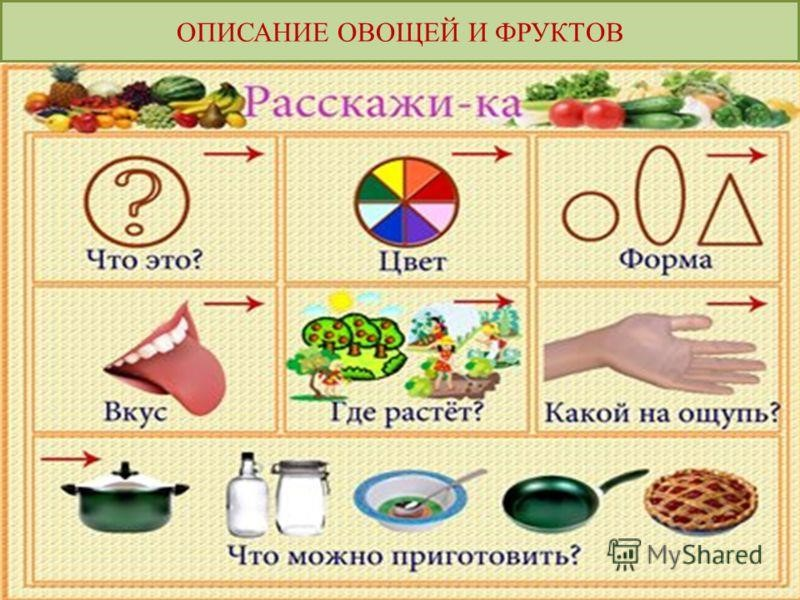 ОПИСАНИЕ ОВОЩЕЙ И ФРУКТОВ
Расскажи-ка
Что это?
Цвет
Форма
Вкус
Где растёт?
Какой на ощупь?
Что можно приготовить?
MyShared